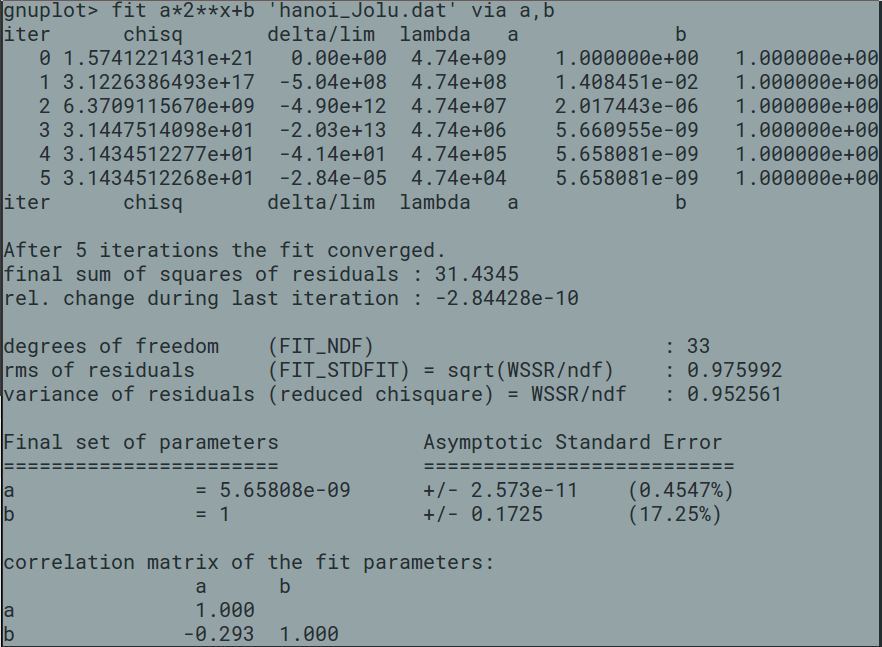 gnuplot> fit a*2**x+b 'hanoi_Jolu.dat' via a,b
iter      chisq       delta/lim  lambda   a             b
   0 1.5741221431e+21   0.00e+00  4.74e+09    1.000000e+00   1.000000e+00
   1 3.1226386493e+17  -5.04e+08  4.74e+08    1.408451e-02   1.000000e+00
   2 6.3709115670e+09  -4.90e+12  4.74e+07    2.017443e-06   1.000000e+00
   3 3.1447514098e+01  -2.03e+13  4.74e+06    5.660955e-09   1.000000e+00
   4 3.1434512277e+01  -4.14e+01  4.74e+05    5.658081e-09   1.000000e+00
   5 3.1434512268e+01  -2.84e-05  4.74e+04    5.658081e-09   1.000000e+00
iter      chisq       delta/lim  lambda   a             b
After 5 iterations the fit converged.
final sum of squares of residuals : 31.4345
rel. change during last iteration : -2.84428e-10
degrees of freedom    (FIT_NDF)                        : 33
rms of residuals      (FIT_STDFIT) = sqrt(WSSR/ndf)    : 0.975992
variance of residuals (reduced chisquare) = WSSR/ndf   : 0.952561
Final set of parameters            Asymptotic Standard Error
=======================            ==========================
a               = 5.65808e-09      +/- 2.573e-11    (0.4547%)
b               = 1                +/- 0.1725       (17.25%)
correlation matrix of the fit parameters:
                a      b
a               1.000
b              -0.293  1.000